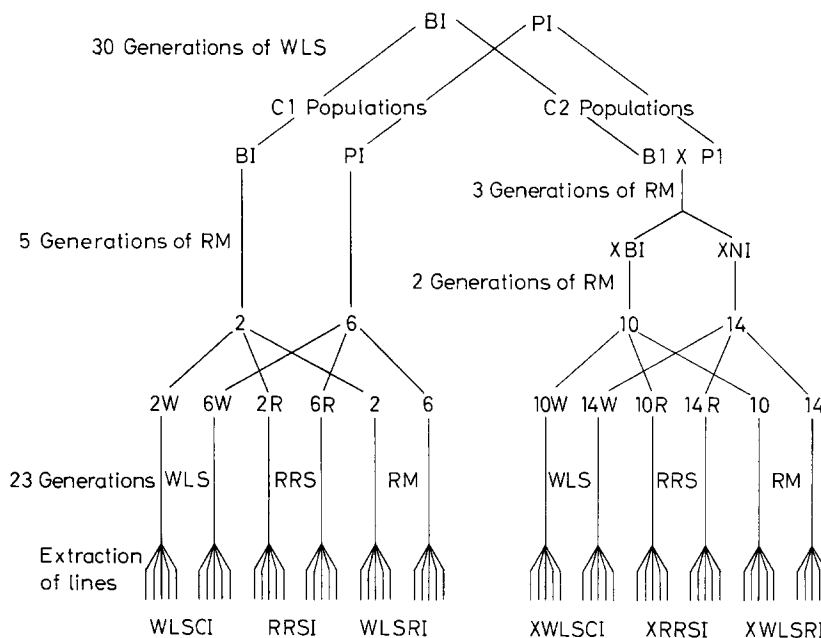 BI PI
30 Generations of WLS
C1 Populations C2 Populations
BI PI B1 X P1
3 Generations of RM
5 Generations of RM
XBI XNI
2 Generations of RM
2 6 10 14
2W 6W 2R 6R 2 6 10W 14W 10R 14R 10 14
23 Generations WLS RRS RM WLS RRS RM
Extraction
of lines
WLSCI RRSI WLSRI XWLSCI XRRSI XWLSRI